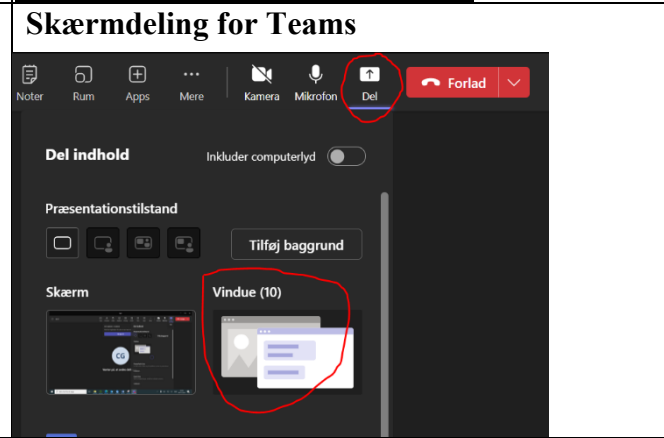 Skærmdeling for Teams
Noter Rum Apps Mere Kamera Mikrofon Del Forlad
Del indhold Inkluder computerlyd
Præsentationstilstand
Tilføj baggrund
Skærm Vindue (10)
CG